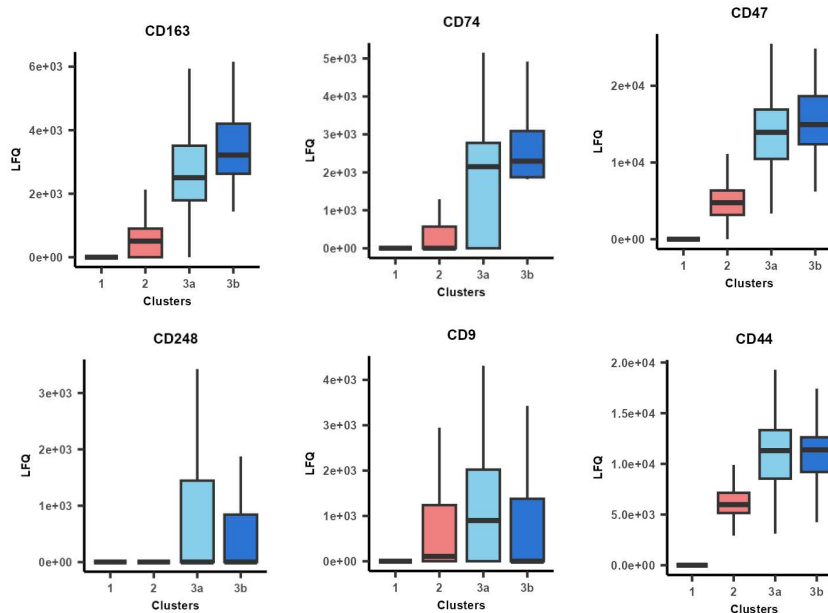 CD163
6e+03
4e+03
2e+03
0e+00
LFQ
1 2 3a 3b
Clusters
CD74
5e+03
4e+03
3e+03
2e+03
1e+03
0e+00
LFQ
1 2 3a 3b
Clusters
CD47
2e+04
1e+04
0e+00
LFQ
1 2 3a 3b
Clusters
CD248
3e+03
2e+03
1e+03
0e+00
LFQ
1 2 3a 3b
Clusters
CD9
4e+03
3e+03
2e+03
1e+03
0e+00
LFQ
1 2 3a 3b
Clusters
CD44
2.0e+04
1.5e+04
1.0e+04
5.0e+03
0.0e+00
LFQ
1 2 3a 3b
Clusters